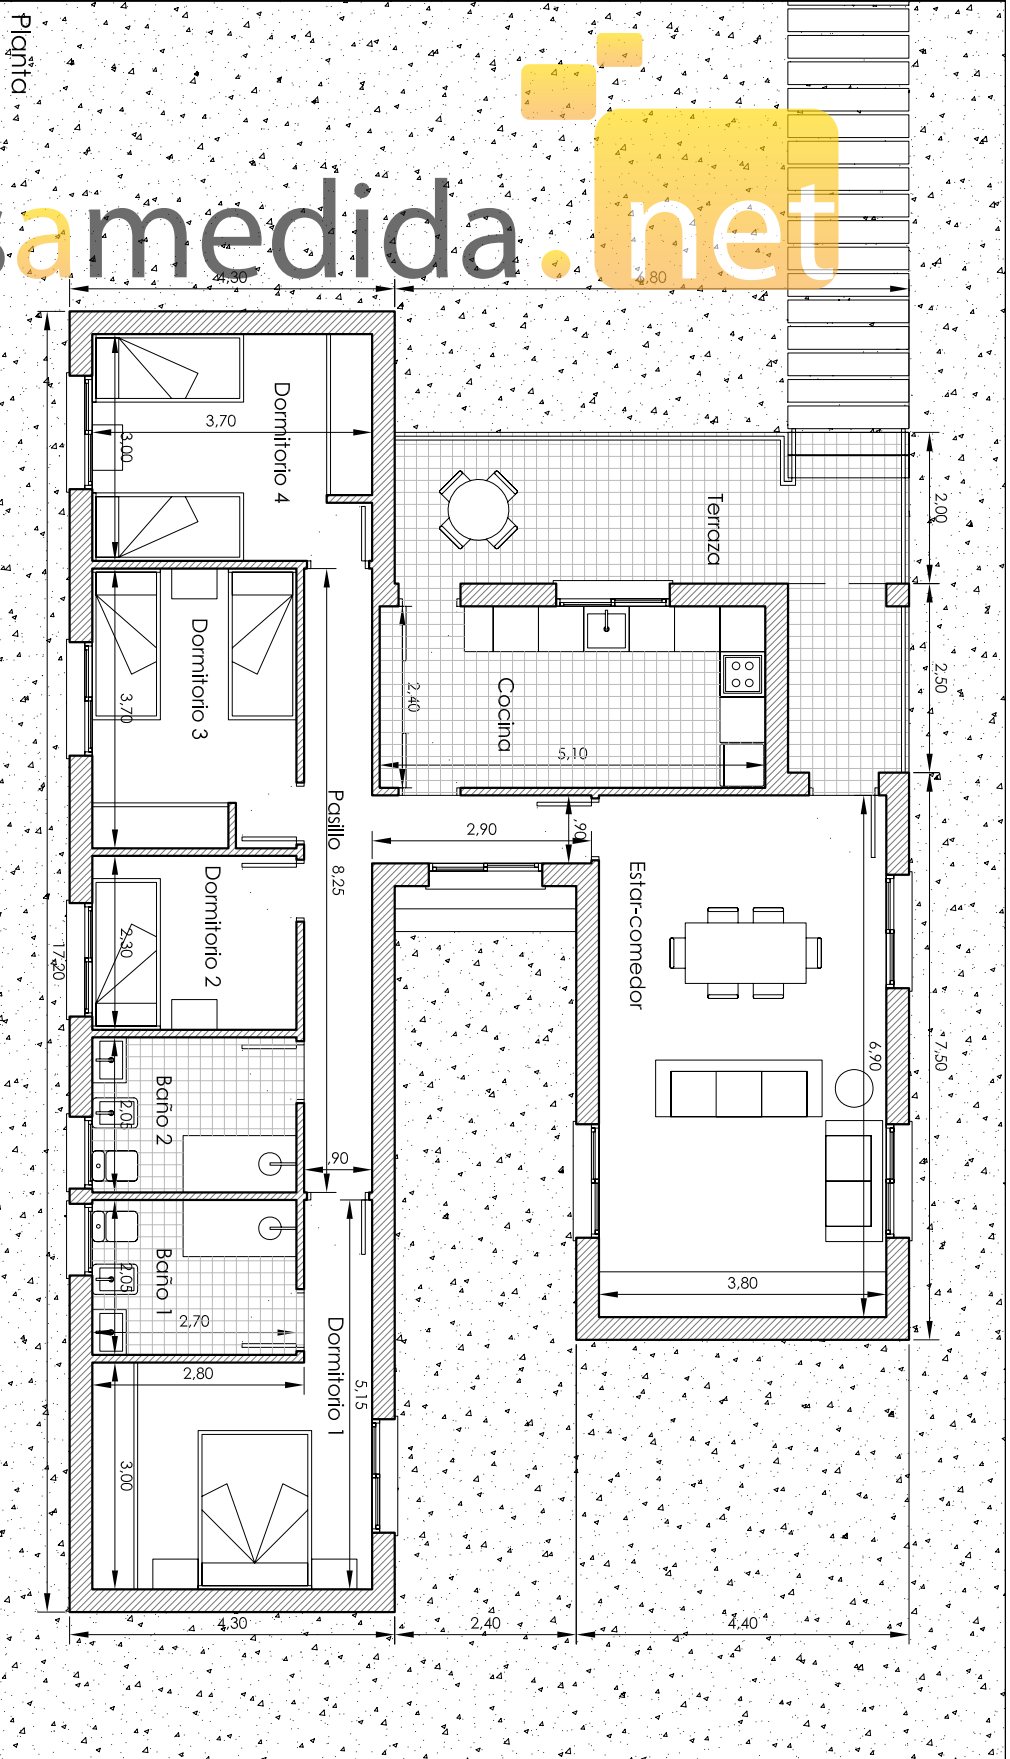 Planta
amedida.net
4,30
6,80
Dormitorio 4
3,70
3,00
Terraza
2,00
2,50
Dormitorio 3
3,70
Cocina
2,40
5,10
Pasillo 8,25
2,90
,90
Estar-comedor
6,90
7,50
3,80
Dormitorio 2
2,30
17,20
Baño 2
2,05
,90
Baño 1
2,05
2,70
Dormitorio 1
5,15
2,80
3,00
4,30
2,40
4,40